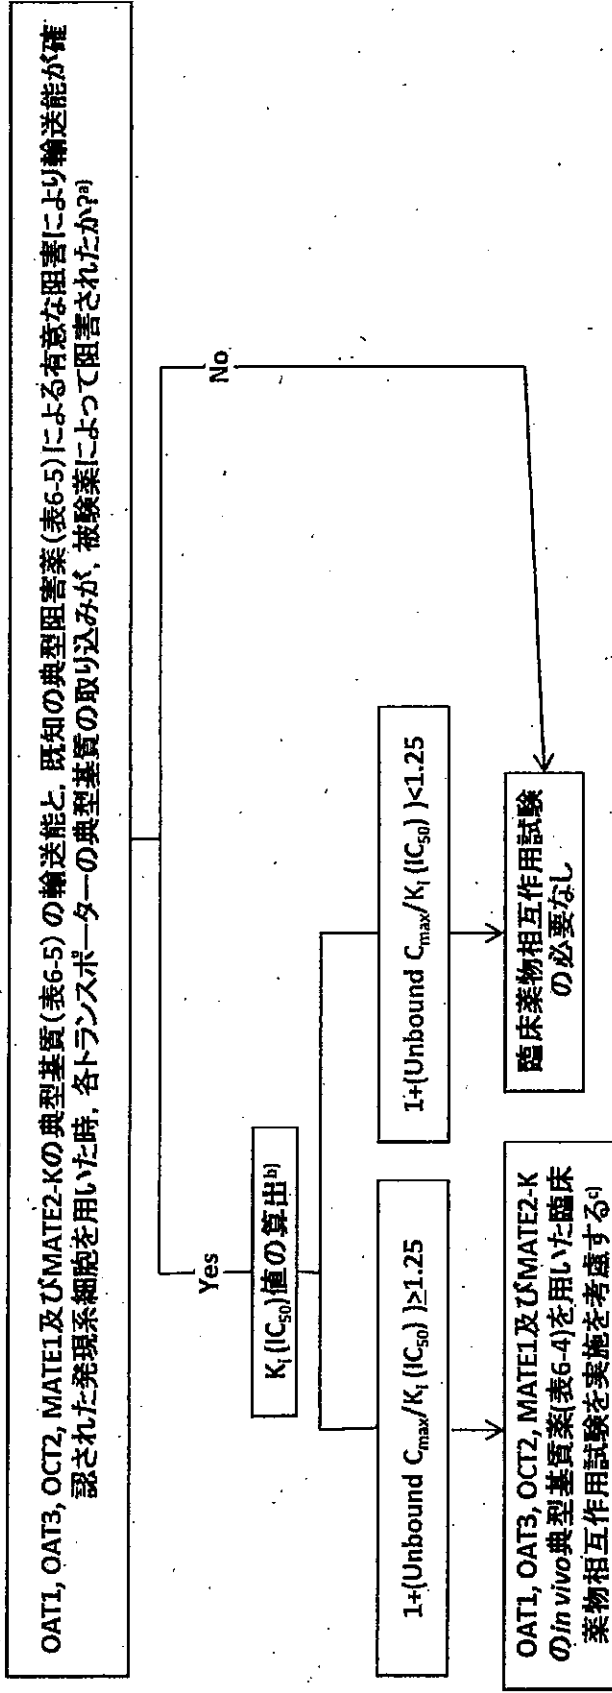 OAT1, OAT3, OCT2, MATE1及びMATE2-Kの典型基質(表6-5)の輸送能と, 既知の典型阻害薬(表6-5)による有意な阻害により輸送能が確
認された発現系細胞を用いた時, 各トランスポーターの典型基質の取り込みが, 被験薬によって阻害されたか?a)
Yes
No
Ki (IC50)値の算出b)
1+(Unbound Cmax/Ki (IC50) )≥1.25
1+(Unbound Cmax/Ki (IC50) )<1.25
OAT1, OAT3, OCT2, MATE1及びMATE2-K
のin vivo典型基質薬(表6-4)を用いた臨床
薬物相互作用試験を実施を考慮するc)
臨床薬物相互作用試験
の必要なし